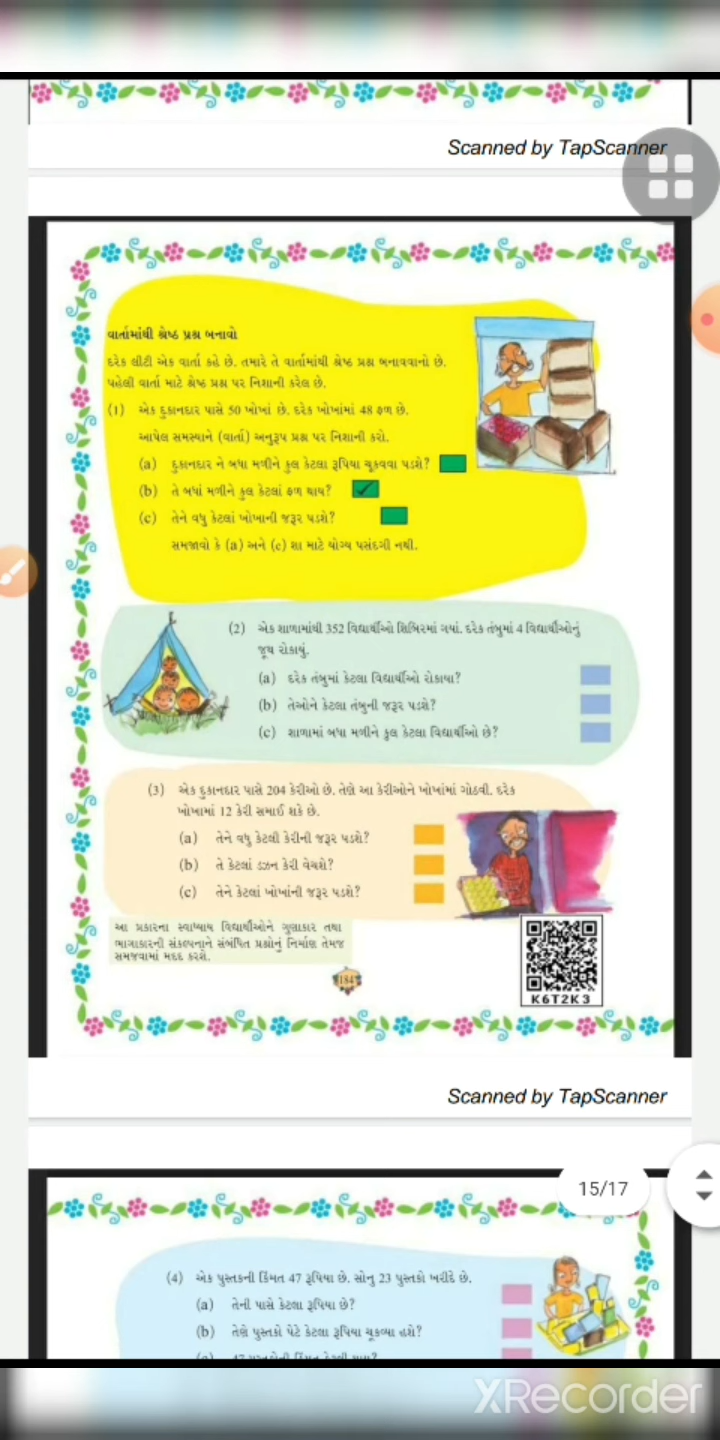 Scanned by TapScanner
વાર્તામાંથી શ્રેષ્ઠ પ્રશ્ન બનાવો
દરેક લીટી એક વાર્તા કહે છે. તમારે તે વાર્તામાંથી શ્રેષ્ઠ પ્રશ્ન બનાવવાનો છે.
પહેલી વાર્તા માટે શ્રેષ્ઠ પ્રશ્ન પર નિશાની કરેલ છે.
(1) એક દુકાનદાર પાસે 50 ખોખાં છે. દરેક ખોખામાં 48 ફળ છે.
આપેલ સમસ્યાને (વાર્તા) અનુરૂપ પ્રશ્ન પર નિશાની કરો.
(a) દુકાનદાર ને બધા મળીને કુલ કેટલા રૂપિયા ચૂકવવા પડશે?
(b) તે બધાં મળીને કુલ કેટલાં ફળ થાય?
(c) તેને વધુ કેટલાં ખોખાની જરૂર પડશે?
સમજાવો કે (a) અને (c) શા માટે યોગ્ય પસંદગી નથી.
(2) એક શાળામાંથી 352 વિદ્યાર્થીઓ શિબિરમાં ગયાં. દરેક તંબુમાં 4 વિદ્યાર્થીઓનું
જૂથ રોકાયું.
(a) દરેક તંબુમાં કેટલા વિદ્યાર્થીઓ રોકાયા?
(b) તેઓને કેટલા તંબુની જરૂર પડશે?
(c) શાળામાં બધા મળીને કુલ કેટલા વિદ્યાર્થીઓ છે?
(3) એક દુકાનદાર પાસે 204 કેરીઓ છે. તેણે આ કેરીઓને ખોખાંમાં ગોઠવી. દરેક
ખોખામાં 12 કેરી સમાઈ શકે છે.
(a) તેને વધુ કેટલી કેરીની જરૂર પડશે?
(b) તે કેટલાં ડઝન કેરી વેચશે?
(c) તેને કેટલાં ખોખાંની જરૂર પડશે?
આ પ્રકારના સ્વાધ્યાય વિદ્યાર્થીઓને ગુણાકાર તથા
ભાગાકારની સંકલ્પનાને સંબંધિત પ્રશ્નોનું નિર્માણ તેમજ
સમજવામાં મદદ કરશે.
184
K6T2K3
Scanned by TapScanner
15/17
(4) એક પુસ્તકની કિંમત 47 રૂપિયા છે. સોનુ 23 પુસ્તકો ખરીદે છે.
(a) તેની પાસે કેટલા રૂપિયા છે?
(b) તેણે પુસ્તકો પેટે કેટલા રૂપિયા ચૂકવ્યા હશે?
XRecorder